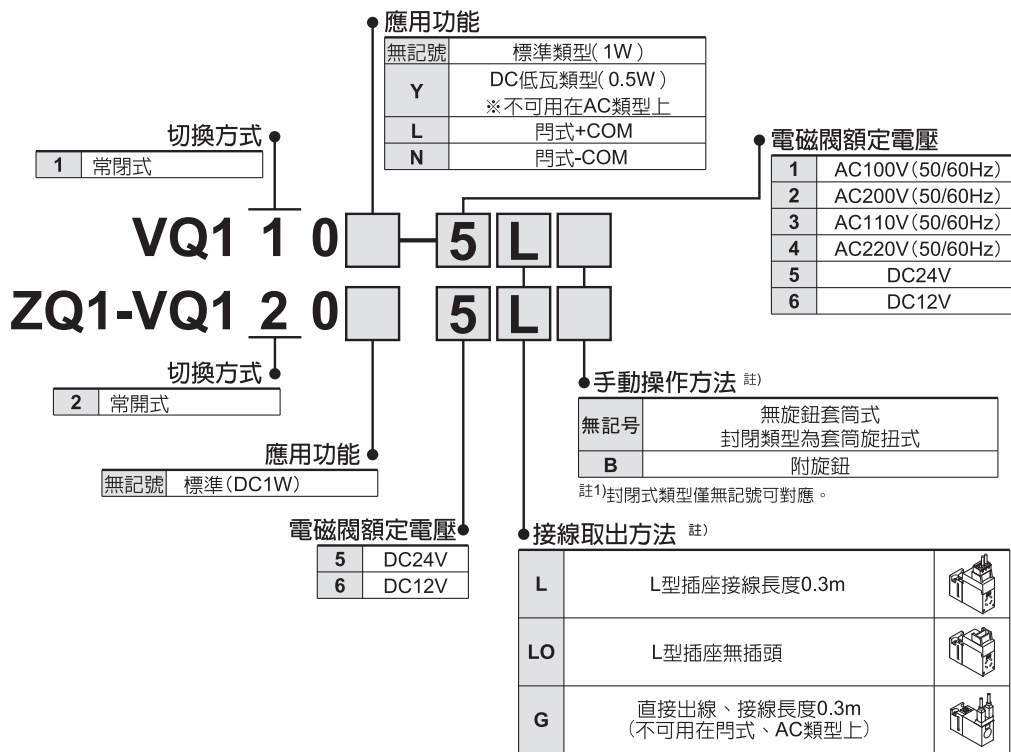 應用功能
無記號 標準類型(1W)
Y DC低瓦類型(0.5W)
※不可用在AC類型上
L 閂式+COM
N 閂式-COM
切換方式
1 常閉式
電磁閥額定電壓
1 AC100V(50/60Hz)
2 AC200V(50/60Hz)
3 AC110V(50/60Hz)
4 AC220V(50/60Hz)
5 DC24V
6 DC12V
VQ1 1 0 - 5 L
ZQ1-VQ1 2 0 5 L
切換方式
2 常開式
手動操作方法 註)
無記号 無旋鈕套筒式
封閉類型為套筒旋扭式
B 附旋鈕
註1)封閉式類型僅無記號可對應。
應用功能
無記號 標準(DC1W)
電磁閥額定電壓
5 DC24V
6 DC12V
接線取出方法 註)
L L型插座接線長度0.3m
LO L型插座無插頭
G 直接出線、接線長度0.3m
(不可用在閂式、AC類型上)